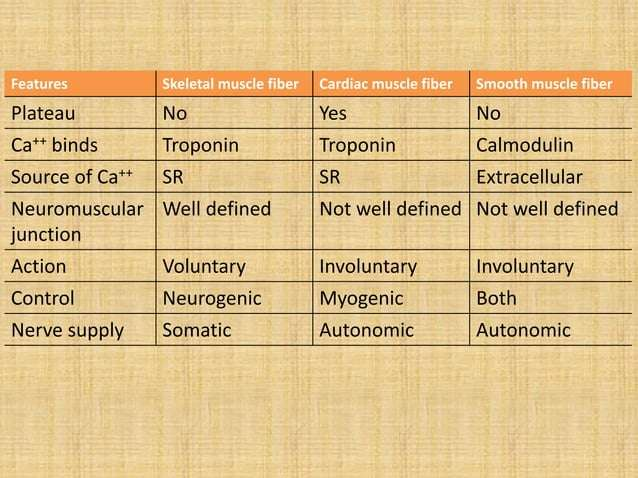 Features Skeletal muscle fiber Cardiac muscle fiber Smooth muscle fiber
Plateau No Yes No
Ca⁺⁺ binds Troponin Troponin Calmodulin
Source of Ca⁺⁺ SR SR Extracellular
Neuromuscular Well defined Not well defined Not well defined
junction
Action Voluntary Involuntary Involuntary
Control Neurogenic Myogenic Both
Nerve supply Somatic Autonomic Autonomic